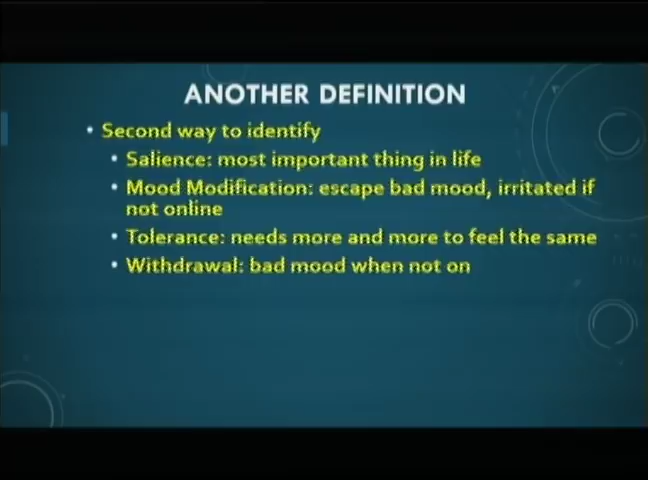 ANOTHER DEFINITION
• Second way to identify
• Salience: most important thing in life
• Mood Modification: escape bad mood, irritated if
not online
• Tolerance: needs more and more to feel the same
• Withdrawal: bad mood when not on